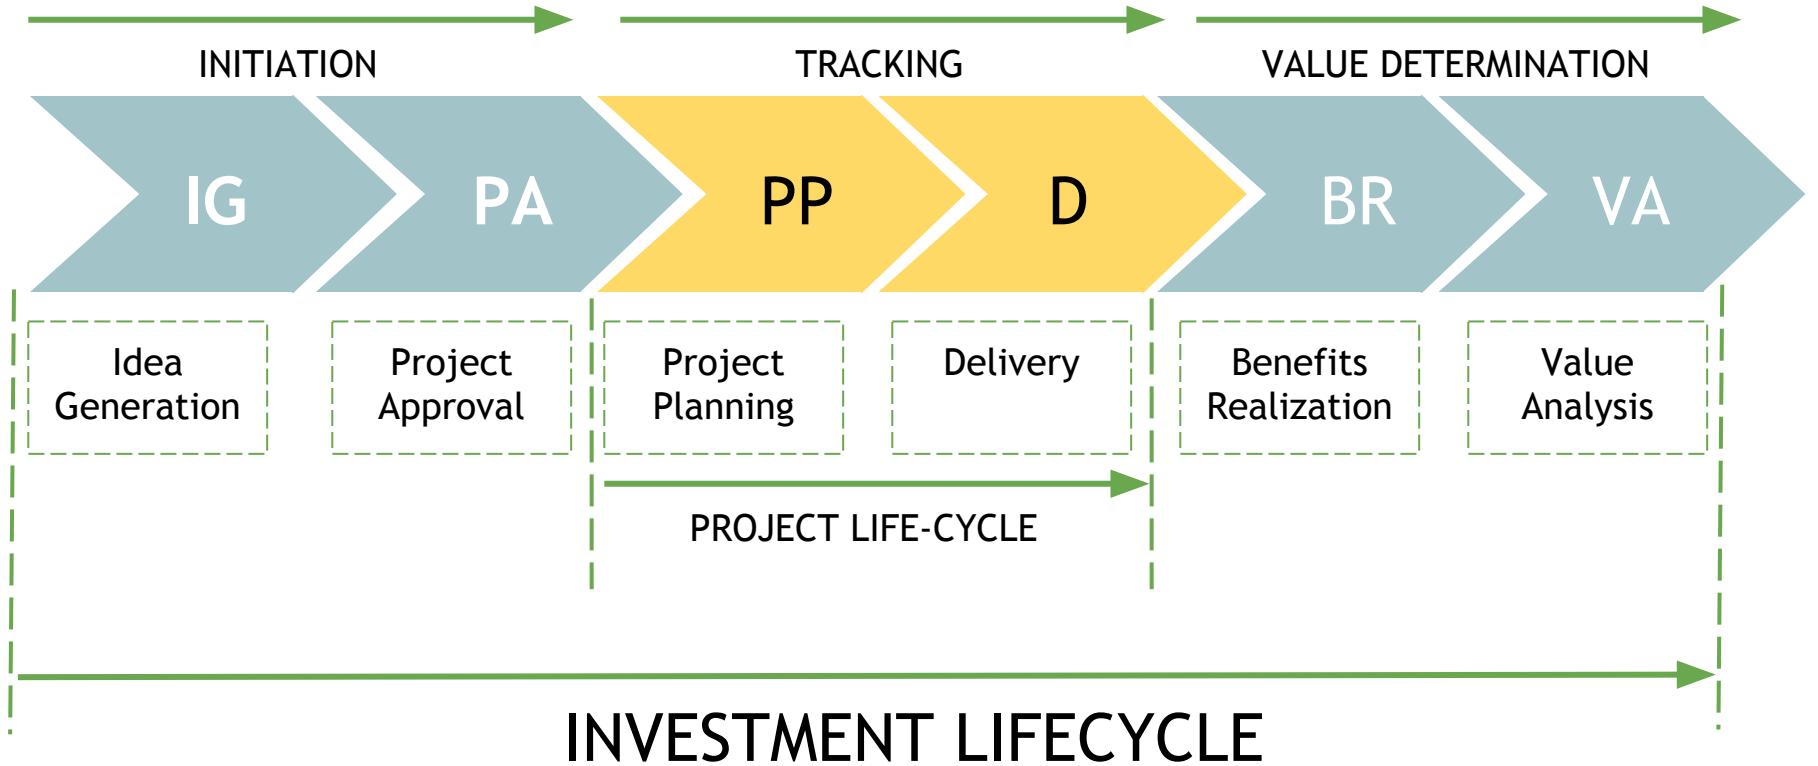 INITIATION
TRACKING
VALUE DETERMINATION
IG
PA
PP
D
BR
VA
Idea
Generation
Project
Approval
Project
Planning
Delivery
Benefits
Realization
Value
Analysis
PROJECT LIFE-CYCLE
INVESTMENT LIFECYCLE